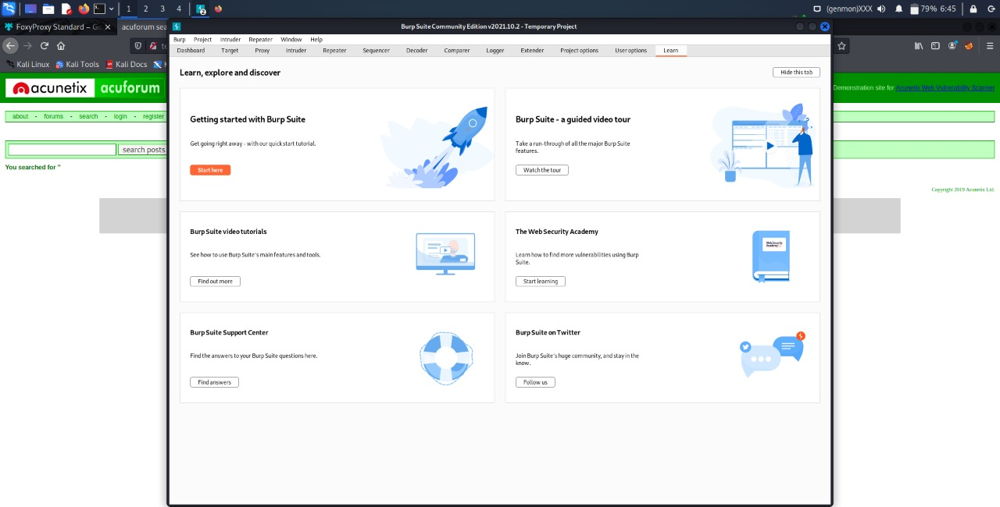 1 2 3 4 2 (genmon)XXX 79% 6:45
FoxyProxy Standard – G
acuforum sea
Kali Linux Kali Tools Kali Docs
acunetix acuforum
Demonstration site for Acunetix Web Vulnerability Scanner
about - forums - search - login - register
search posts
You searched for ''
Copyright 2019 Acunetix Ltd.
Burp Suite Community Edition v2021.10.2 - Temporary Project
Burp Project Intruder Repeater Window Help
Dashboard Target Proxy Intruder Repeater Sequencer Decoder Comparer Logger Extender Project options User options Learn
Learn, explore and discover
Hide this tab
Getting started with Burp Suite
Get going right away - with our quick start tutorial.
Start here
Burp Suite - a guided video tour
Take a run-through of all the major Burp Suite
features.
Watch the tour
Burp Suite video tutorials
See how to use Burp Suite's main features and tools.
Find out more
The Web Security Academy
Learn how to find more vulnerabilities using Burp
Suite.
Start learning
Web Security
Academy
Burp Suite Support Center
Find the answers to your Burp Suite questions here.
Find answers
Burp Suite on Twitter
Join Burp Suite's huge community, and stay in the
know.
Follow us